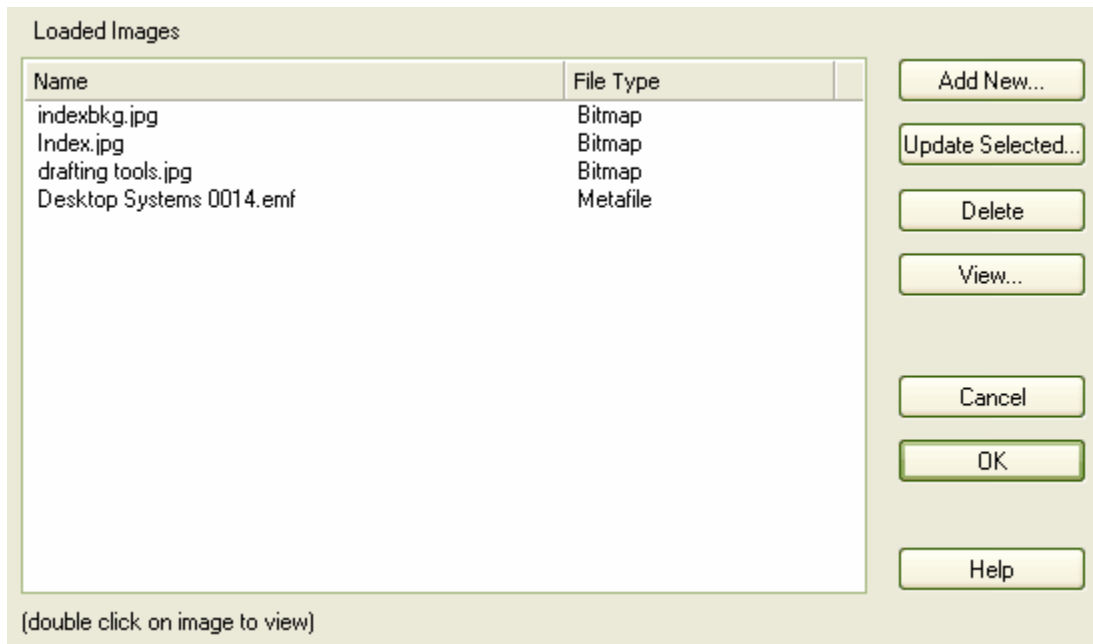 Loaded Images
Name File Type
indexbkg.jpg Bitmap
Index.jpg Bitmap
drafting tools.jpg Bitmap
Desktop Systems 0014.emf Metafile
Add New...
Update Selected...
Delete
View...
Cancel
OK
Help
(double click on image to view)